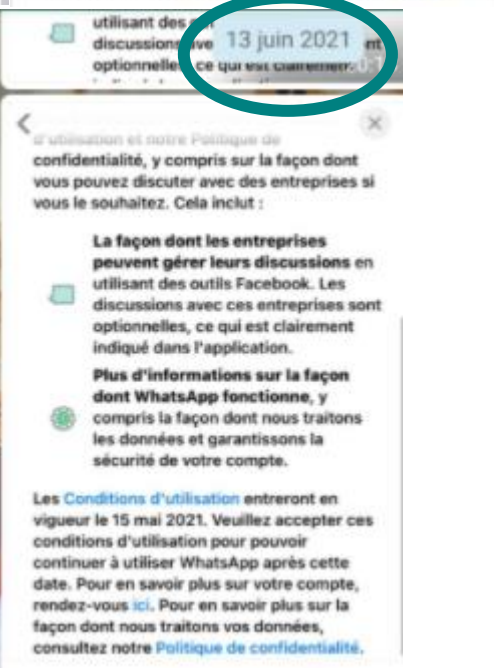 utilisant des
discussions ave
13 juin 2021
optionnelles, ce qui est clairement
d'utilisation et notre Politique de
confidentialité, y compris sur la façon dont
vous pouvez discuter avec des entreprises si
vous le souhaitez. Cela inclut :
La façon dont les entreprises
peuvent gérer leurs discussions en
utilisant des outils Facebook. Les
discussions avec ces entreprises sont
optionnelles, ce qui est clairement
indiqué dans l'application.
Plus d'informations sur la façon
dont WhatsApp fonctionne, y
compris la façon dont nous traitons
les données et garantissons la
sécurité de votre compte.
Les Conditions d'utilisation entreront en
vigueur le 15 mai 2021. Veuillez accepter ces
conditions d'utilisation pour pouvoir
continuer à utiliser WhatsApp après cette
date. Pour en savoir plus sur votre compte,
rendez-vous ici. Pour en savoir plus sur la
façon dont nous traitons vos données,
consultez notre Politique de confidentialité.